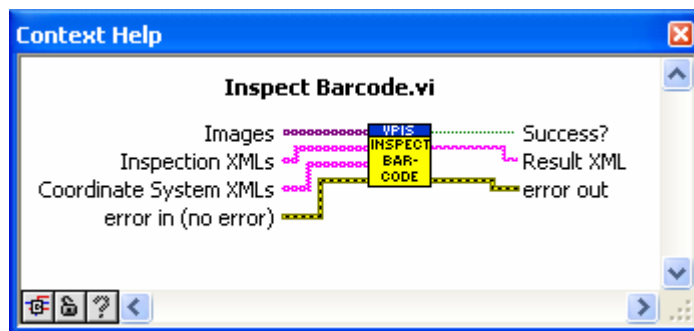 Context Help
Inspect Barcode.vi
Images
Inspection XMLs
Coordinate System XMLs
error in (no error)
VPIS
INSPECT
BAR-
CODE
Success?
Result XML
error out
?